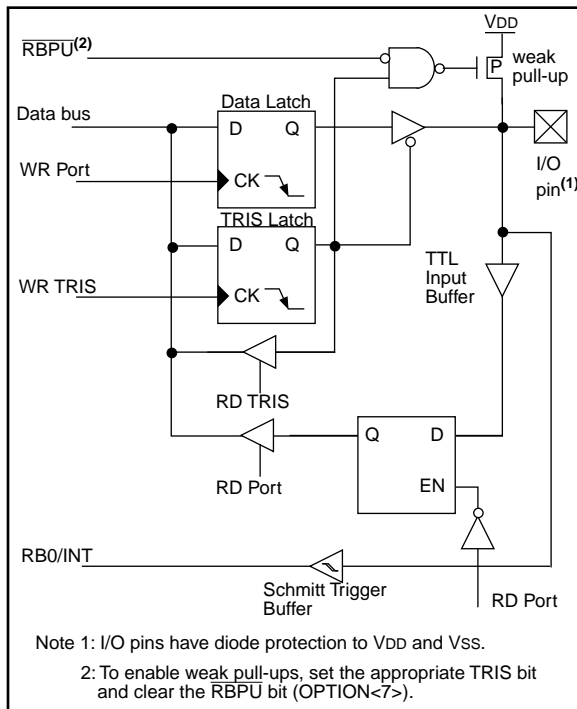 VDD
RBPU(2)
P
weak
pull-up
Data Latch
Data bus
D
Q
WR Port
CK
I/O
pin(1)
TRIS Latch
D
Q
TTL
Input
Buffer
WR TRIS
CK
RD TRIS
Q
D
RD Port
EN
RB0/INT
Schmitt Trigger
Buffer
RD Port
Note 1: I/O pins have diode protection to VDD and VSS.
2: To enable weak pull-ups, set the appropriate TRIS bit
and clear the RBPU bit (OPTION<7>).